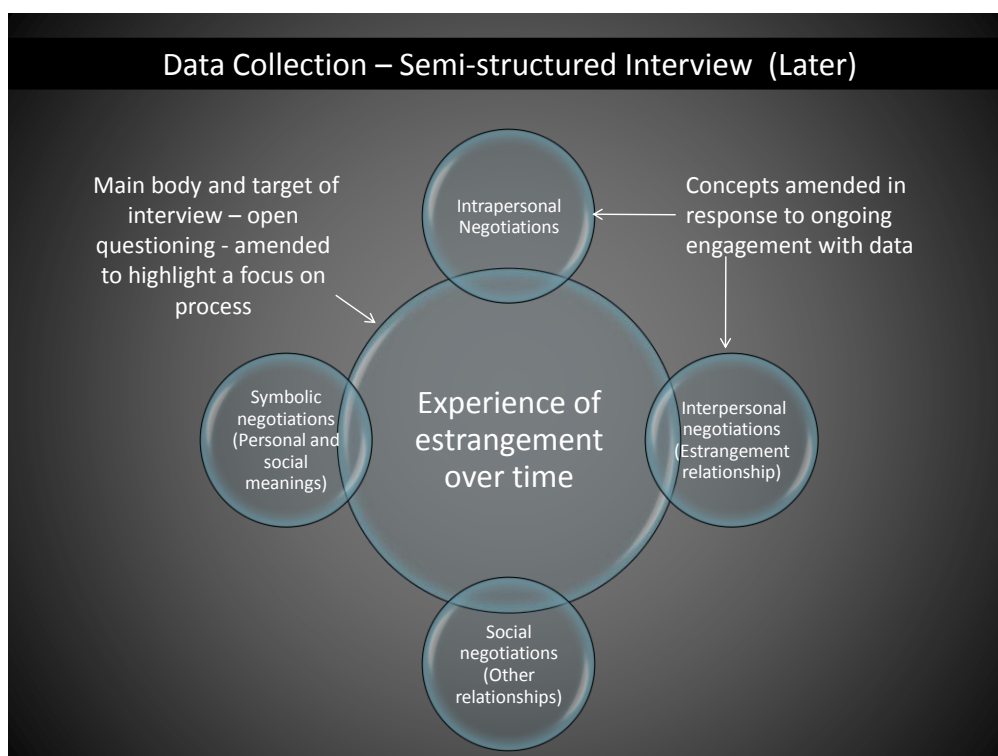 Data Collection – Semi-structured Interview  (Later)
Main body and target of
interview – open
questioning - amended
to highlight a focus on
process
Intrapersonal
Negotiations
Concepts amended in
response to ongoing
engagement with data
Symbolic
negotiations
(Personal and
social
meanings)
Experience of
estrangement
over time
Interpersonal
negotiations
(Estrangement
relationship)
Social
negotiations
(Other
relationships)